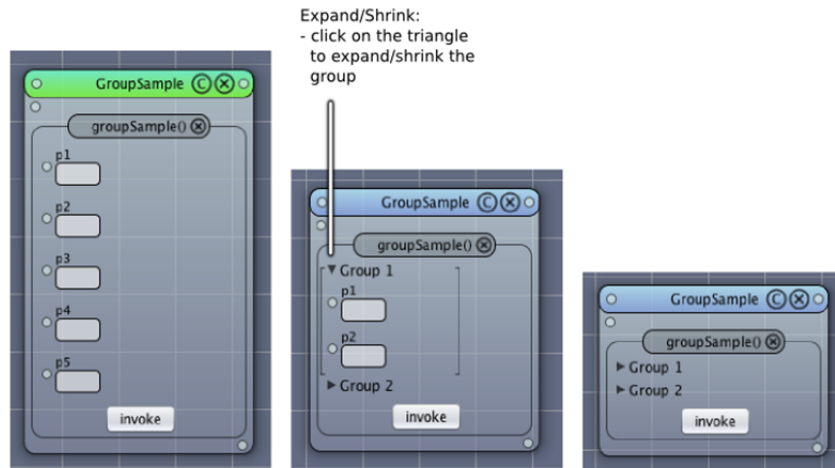 Expand/Shrink:
- click on the triangle
to expand/shrink the
group
GroupSample C
groupSample()
p1
p2
p3
p4
p5
invoke
GroupSample C
groupSample()
Group 1
p1
p2
Group 2
invoke
GroupSample C
groupSample()
Group 1
Group 2
invoke